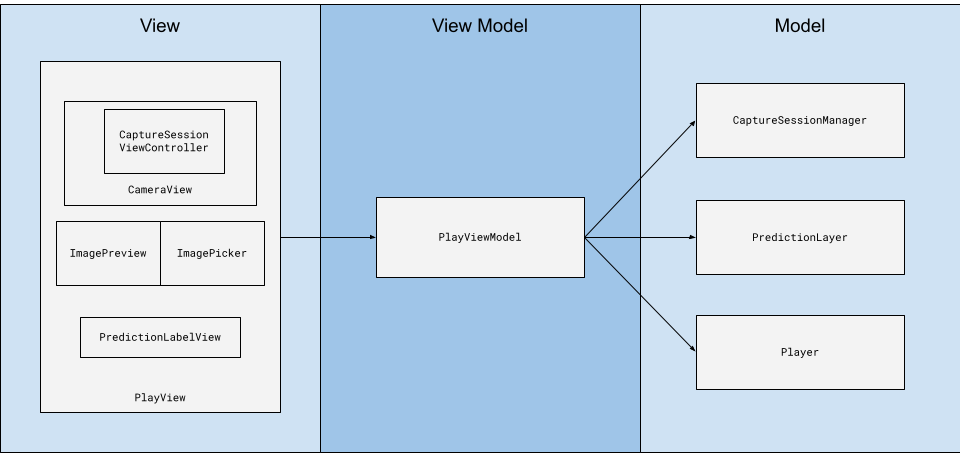 View
View Model
Model
CaptureSession
ViewController
CameraView
ImagePreview
ImagePicker
PredictionLabelView
PlayView
PlayViewModel
CaptureSessionManager
PredictionLayer
Player